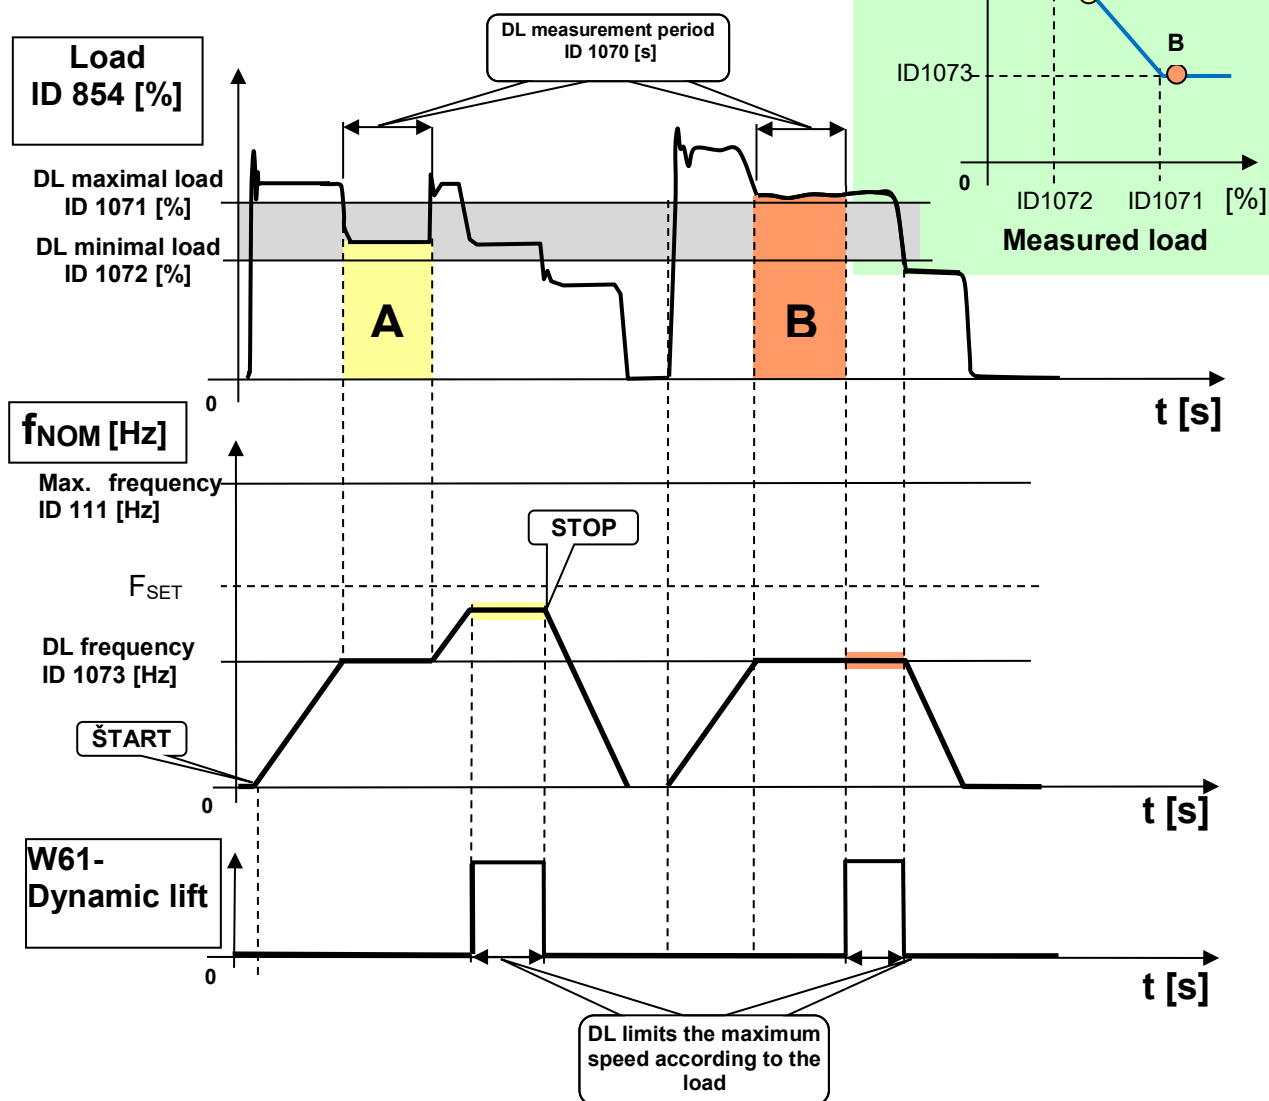 DL measurement period
ID 1070 [s]
Load
ID 854 [%]
B
ID1073
0
ID1072
ID1071
[%]
Measured load
DL maximal load
ID 1071 [%]
DL minimal load
ID 1072 [%]
A
B
0
t [s]
fNOM [Hz]
Max. frequency
ID 111 [Hz]
STOP
FSET
DL frequency
ID 1073 [Hz]
ŠTART
0
t [s]
W61-
Dynamic lift
0
t [s]
DL limits the maximum
speed according to the
load